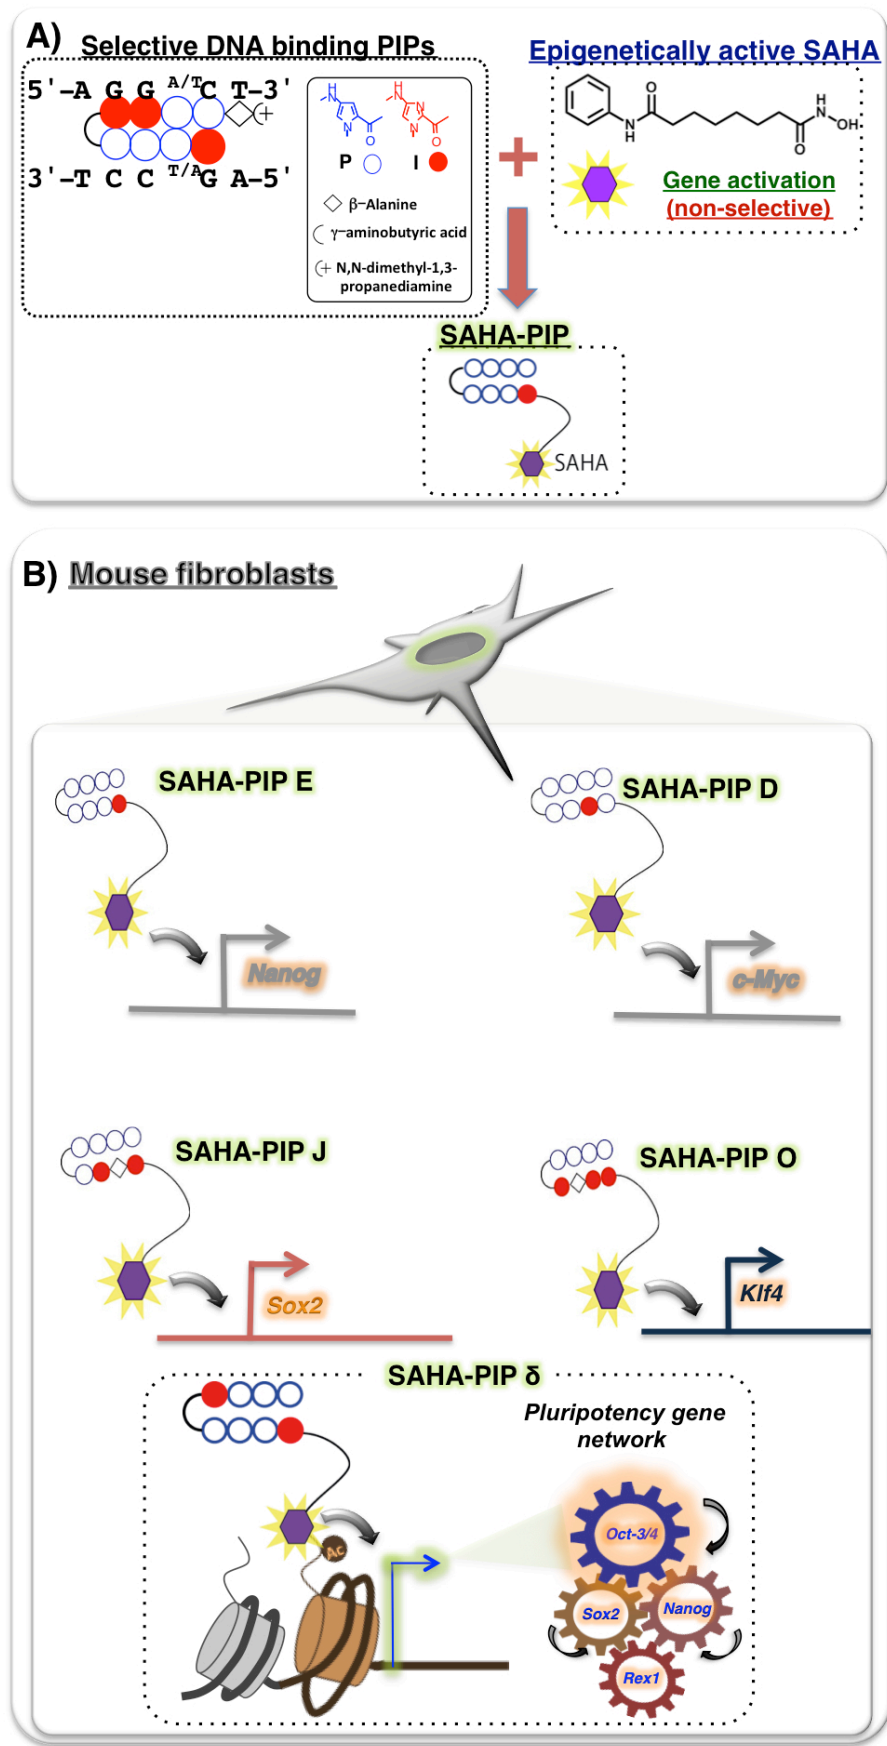 A)
Selective DNA binding PIPs
5'-A G G A/T C T-3'
3'-T C C T/A G A-5'
P I
β-Alanine
γ-aminobutyric acid
N,N-dimethyl-1,3-
propanediamine
+
Epigenetically active SAHA
O
N
H
O
H
N
OH
Gene activation
(non-selective)
SAHA-PIP
SAHA
B) Mouse fibroblasts
SAHA-PIP E
Nanog
SAHA-PIP D
c-Myc
SAHA-PIP J
Sox2
SAHA-PIP O
Klf4
SAHA-PIP δ
Pluripotency gene
network
Ac
Oct-3/4
Sox2
Nanog
Rex1